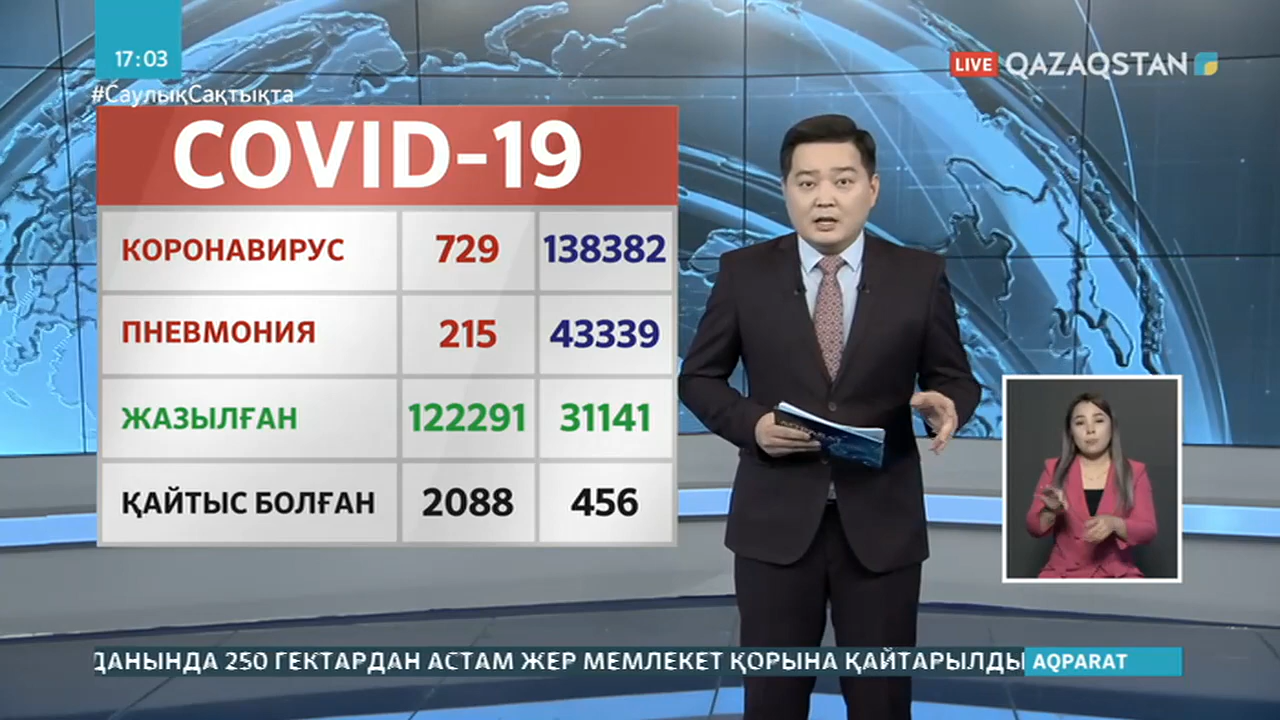 17:03
LIVE QAZAQSTAN
#СаулықСақтықта
COVID-19
КОРОНАВИРУС 729 138382
ПНЕВМОНИЯ 215 43339
ЖАЗЫЛҒАН 122291 31141
ҚАЙТЫС БОЛҒАН 2088 456
ДАНЫНДА 250 ГЕКТАРДАН АСТАМ ЖЕР МЕМЛЕКЕТ ҚОРЫНА ҚАЙТАРЫЛДЫ AQPARAT